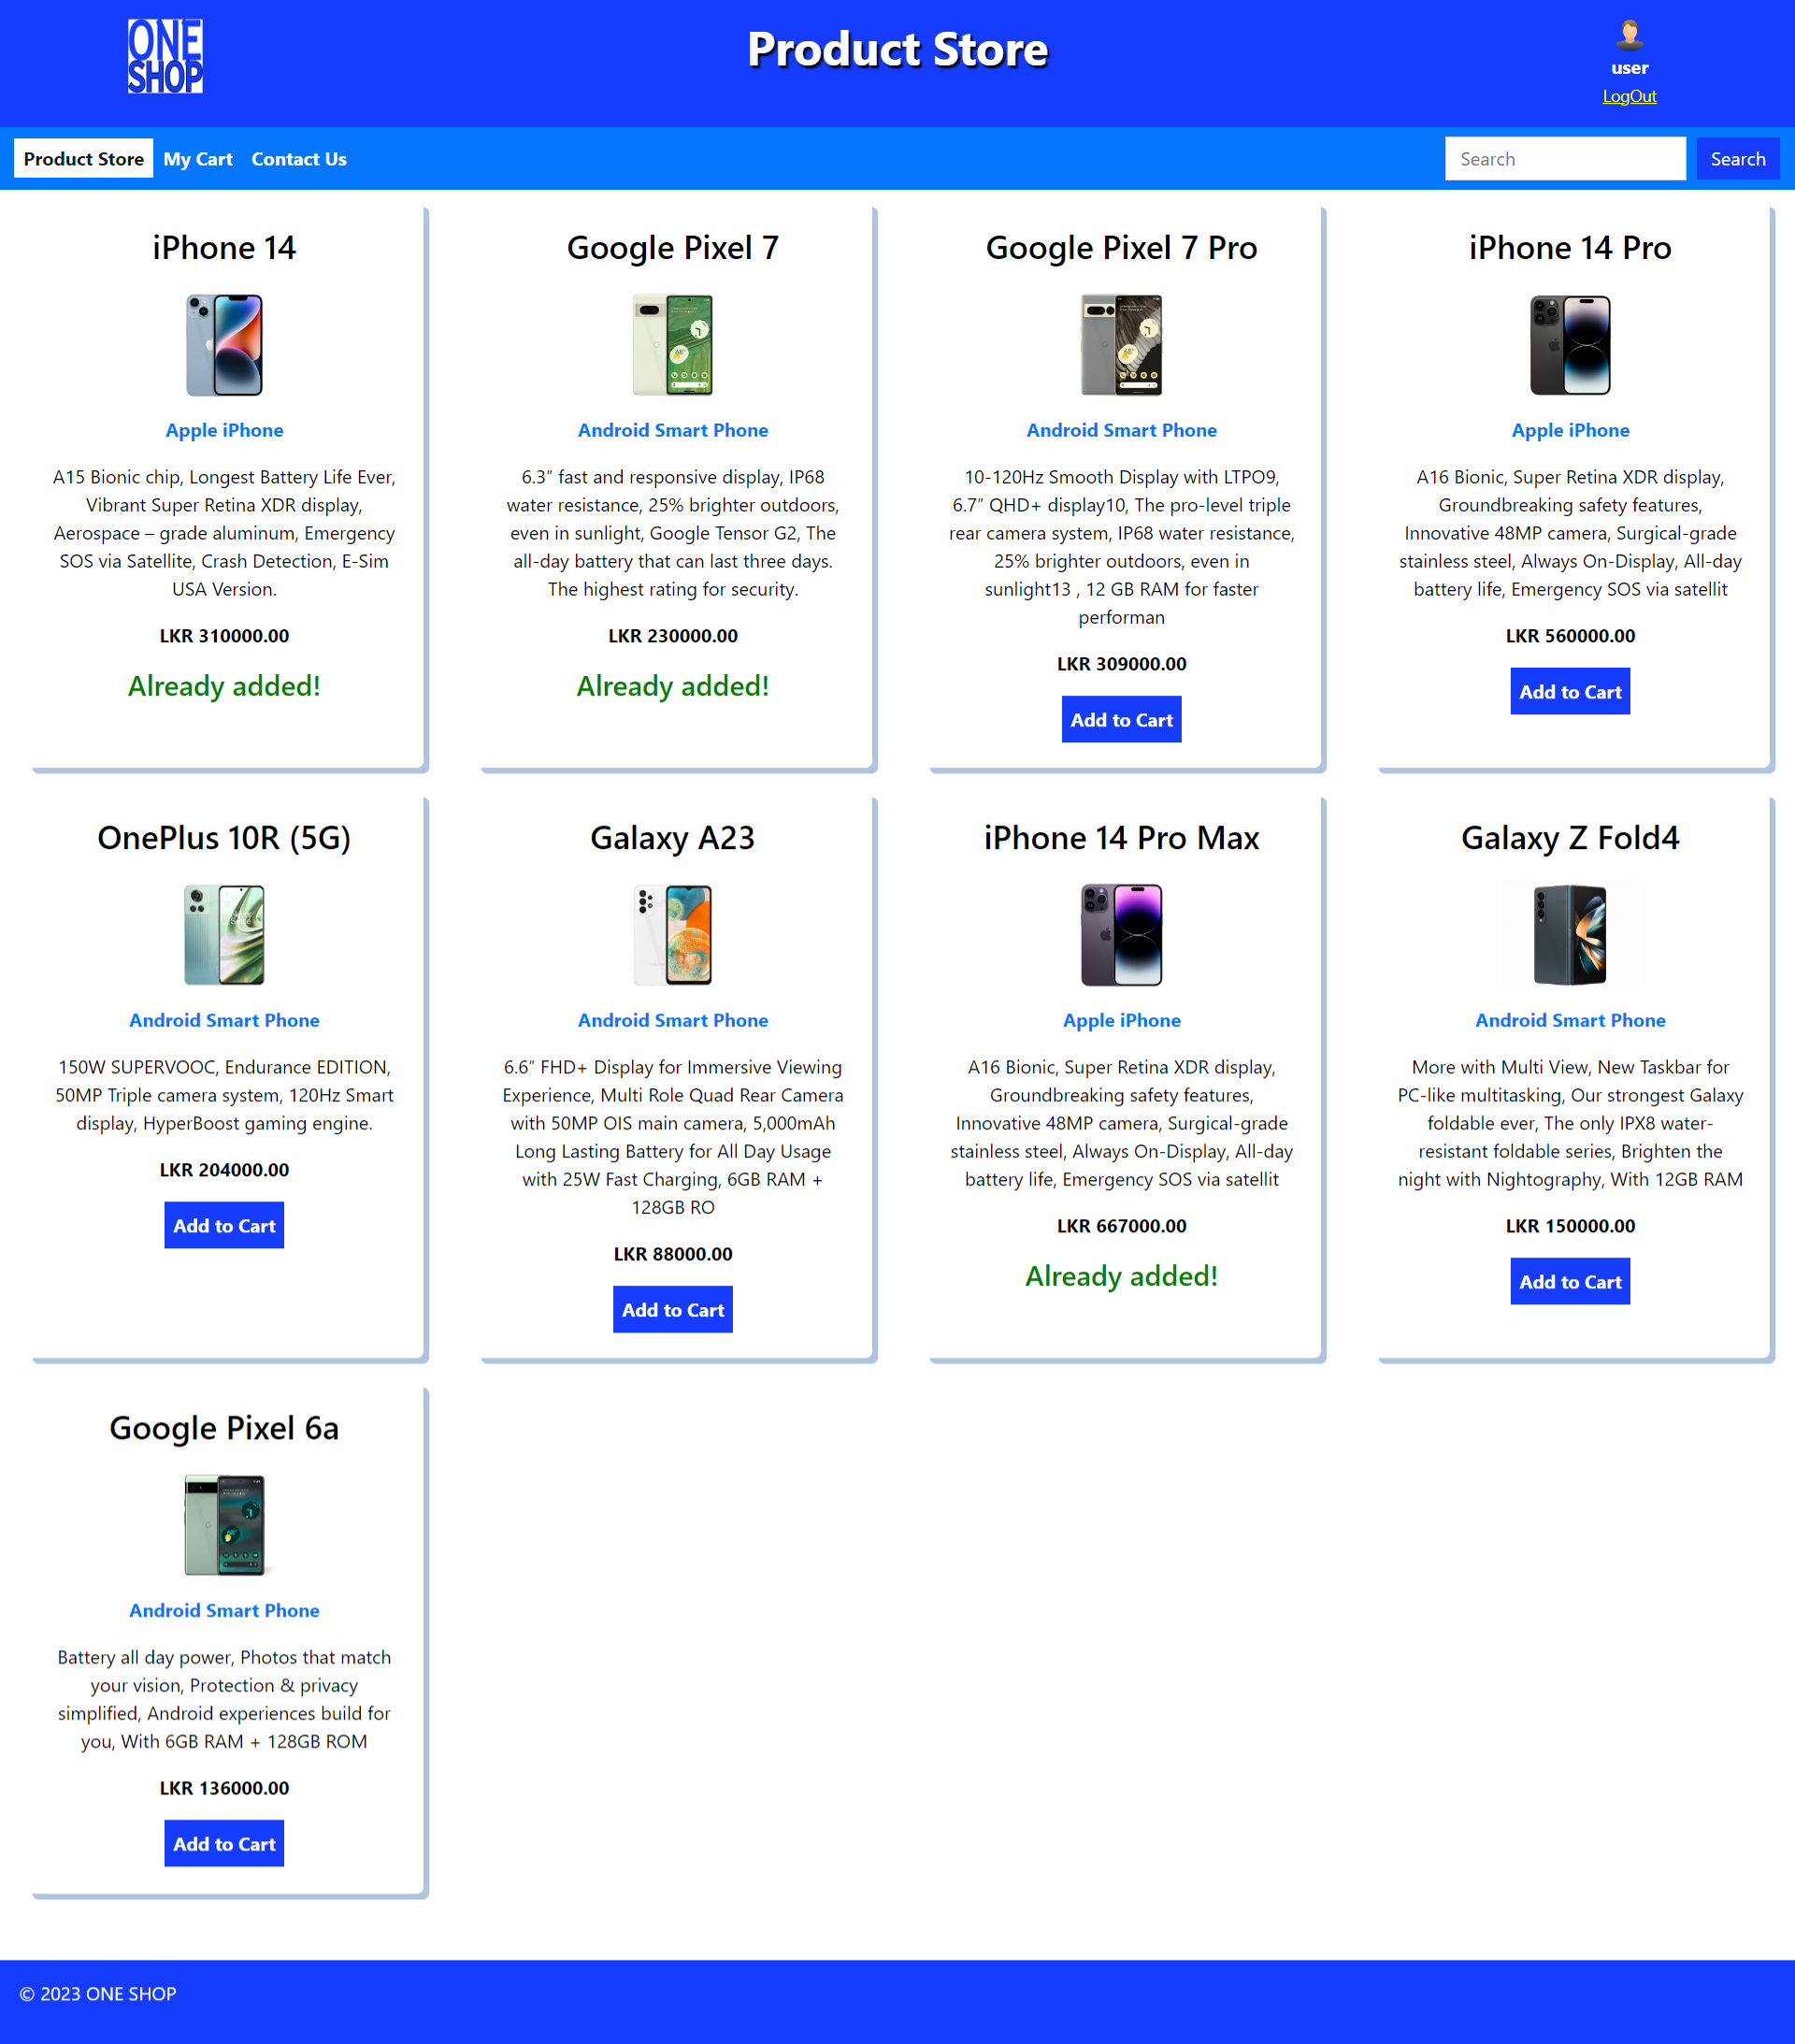 ONE
SHOP
Product Store
user
LogOut
Product Store
My Cart
Contact Us
Search
Search
iPhone 14
Apple iPhone
A15 Bionic chip, Longest Battery Life Ever,
Vibrant Super Retina XDR display,
Aerospace – grade aluminum, Emergency
SOS via Satellite, Crash Detection, E-Sim
USA Version.
LKR 310000.00
Already added!
Google Pixel 7
Android Smart Phone
6.3” fast and responsive display, IP68
water resistance, 25% brighter outdoors,
even in sunlight, Google Tensor G2, The
all-day battery that can last three days.
The highest rating for security.
LKR 230000.00
Already added!
Google Pixel 7 Pro
Android Smart Phone
10-120Hz Smooth Display with LTPO9,
6.7” QHD+ display10, The pro-level triple
rear camera system, IP68 water resistance,
25% brighter outdoors, even in
sunlight13 , 12 GB RAM for faster
performan
LKR 309000.00
Add to Cart
iPhone 14 Pro
Apple iPhone
A16 Bionic, Super Retina XDR display,
Groundbreaking safety features,
Innovative 48MP camera, Surgical-grade
stainless steel, Always On-Display, All-day
battery life, Emergency SOS via satellit
LKR 560000.00
Add to Cart
OnePlus 10R (5G)
Android Smart Phone
150W SUPERVOOC, Endurance EDITION,
50MP Triple camera system, 120Hz Smart
display, HyperBoost gaming engine.
LKR 204000.00
Add to Cart
Galaxy A23
Android Smart Phone
6.6” FHD+ Display for Immersive Viewing
Experience, Multi Role Quad Rear Camera
with 50MP OIS main camera, 5,000mAh
Long Lasting Battery for All Day Usage
with 25W Fast Charging, 6GB RAM +
128GB RO
LKR 88000.00
Add to Cart
iPhone 14 Pro Max
Apple iPhone
A16 Bionic, Super Retina XDR display,
Groundbreaking safety features,
Innovative 48MP camera, Surgical-grade
stainless steel, Always On-Display, All-day
battery life, Emergency SOS via satellit
LKR 667000.00
Already added!
Galaxy Z Fold4
Android Smart Phone
More with Multi View, New Taskbar for
PC-like multitasking, Our strongest Galaxy
foldable ever, The only IPX8 water-
resistant foldable series, Brighten the
night with Nightography, With 12GB RAM
LKR 150000.00
Add to Cart
Google Pixel 6a
Android Smart Phone
Battery all day power, Photos that match
your vision, Protection & privacy
simplified, Android experiences build for
you, With 6GB RAM + 128GB ROM
LKR 136000.00
Add to Cart
© 2023 ONE SHOP